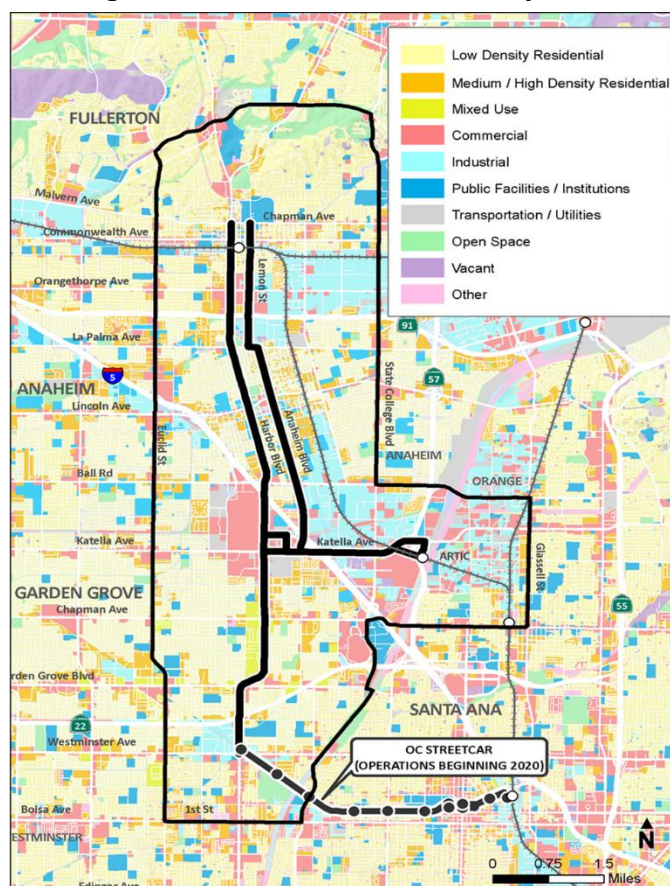 Low Density Residential
Medium / High Density Residential
Mixed Use
Commercial
Industrial
Public Facilities / Institutions
Transportation / Utilities
Open Space
Vacant
Other
FULLERTON
Malvern Ave
Chapman Ave
Commonwealth Ave
Lemon St
Orangethorpe Ave
91
La Palma Ave
5
57
State College Blvd
ANAHEIM
Lincoln Ave
Euclid St
Harbor Blvd
Anaheim Blvd
ANAHEIM
Ball Rd
ORANGE
Katella Ave
Katella Ave
ARTIC
Glassell St
GARDEN GROVE
Chapman Ave
55
rden Grove Blvd
SANTA ANA
22
Westminster Ave
OC STREETCAR
(OPERATIONS BEGINNING 2020)
Bolsa Ave
1st St
ESTMINSTER
Edinger Ave
N
0 0.75 1.5
Miles